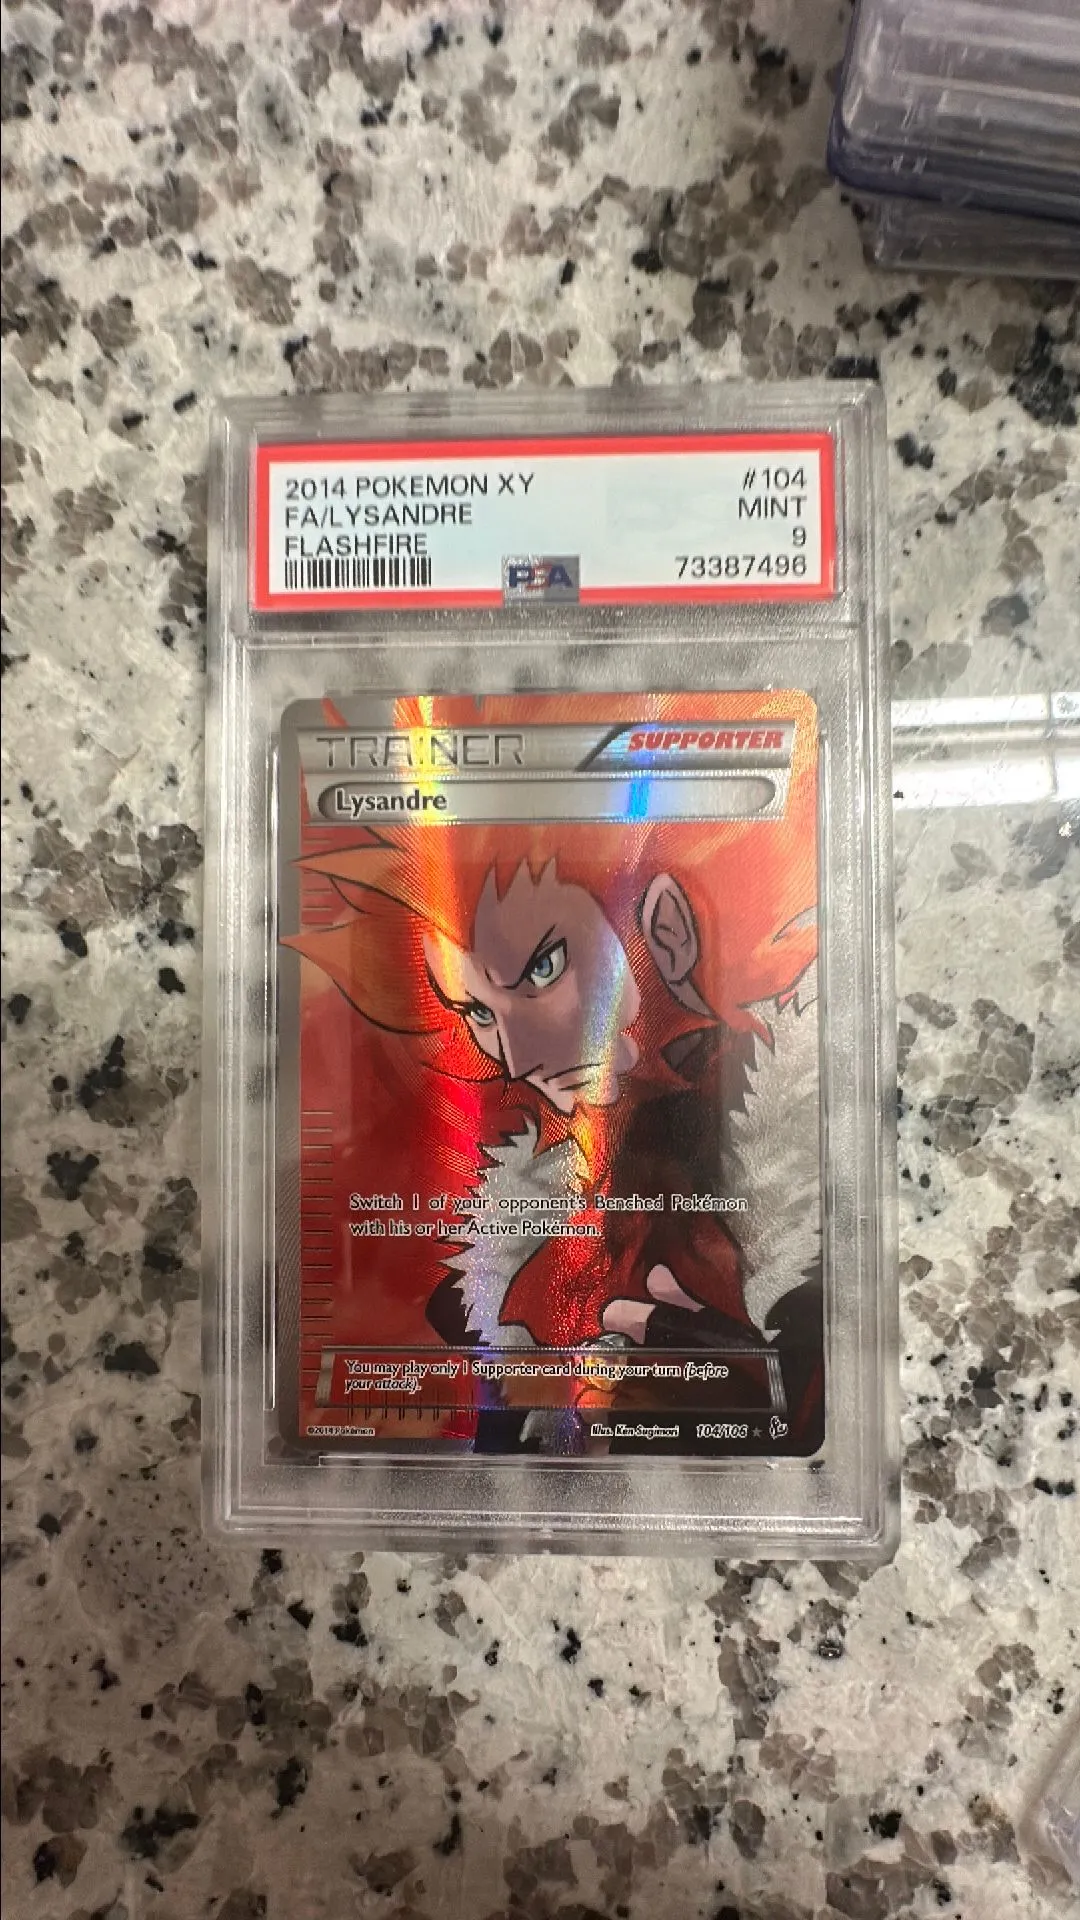 2014 POKEMON XY #104
FA/LYSANDRE MINT
FLASHFIRE 9
PSA 73387496
TRAINER SUPPORTER
Lysandre
Switch 1 of your opponent's Benched Pokémon
with his or her Active Pokémon.
You may play only 1 Supporter card during your turn (before
your attack).
©2014 Pokémon Illus. Ken Sugimori 104/106